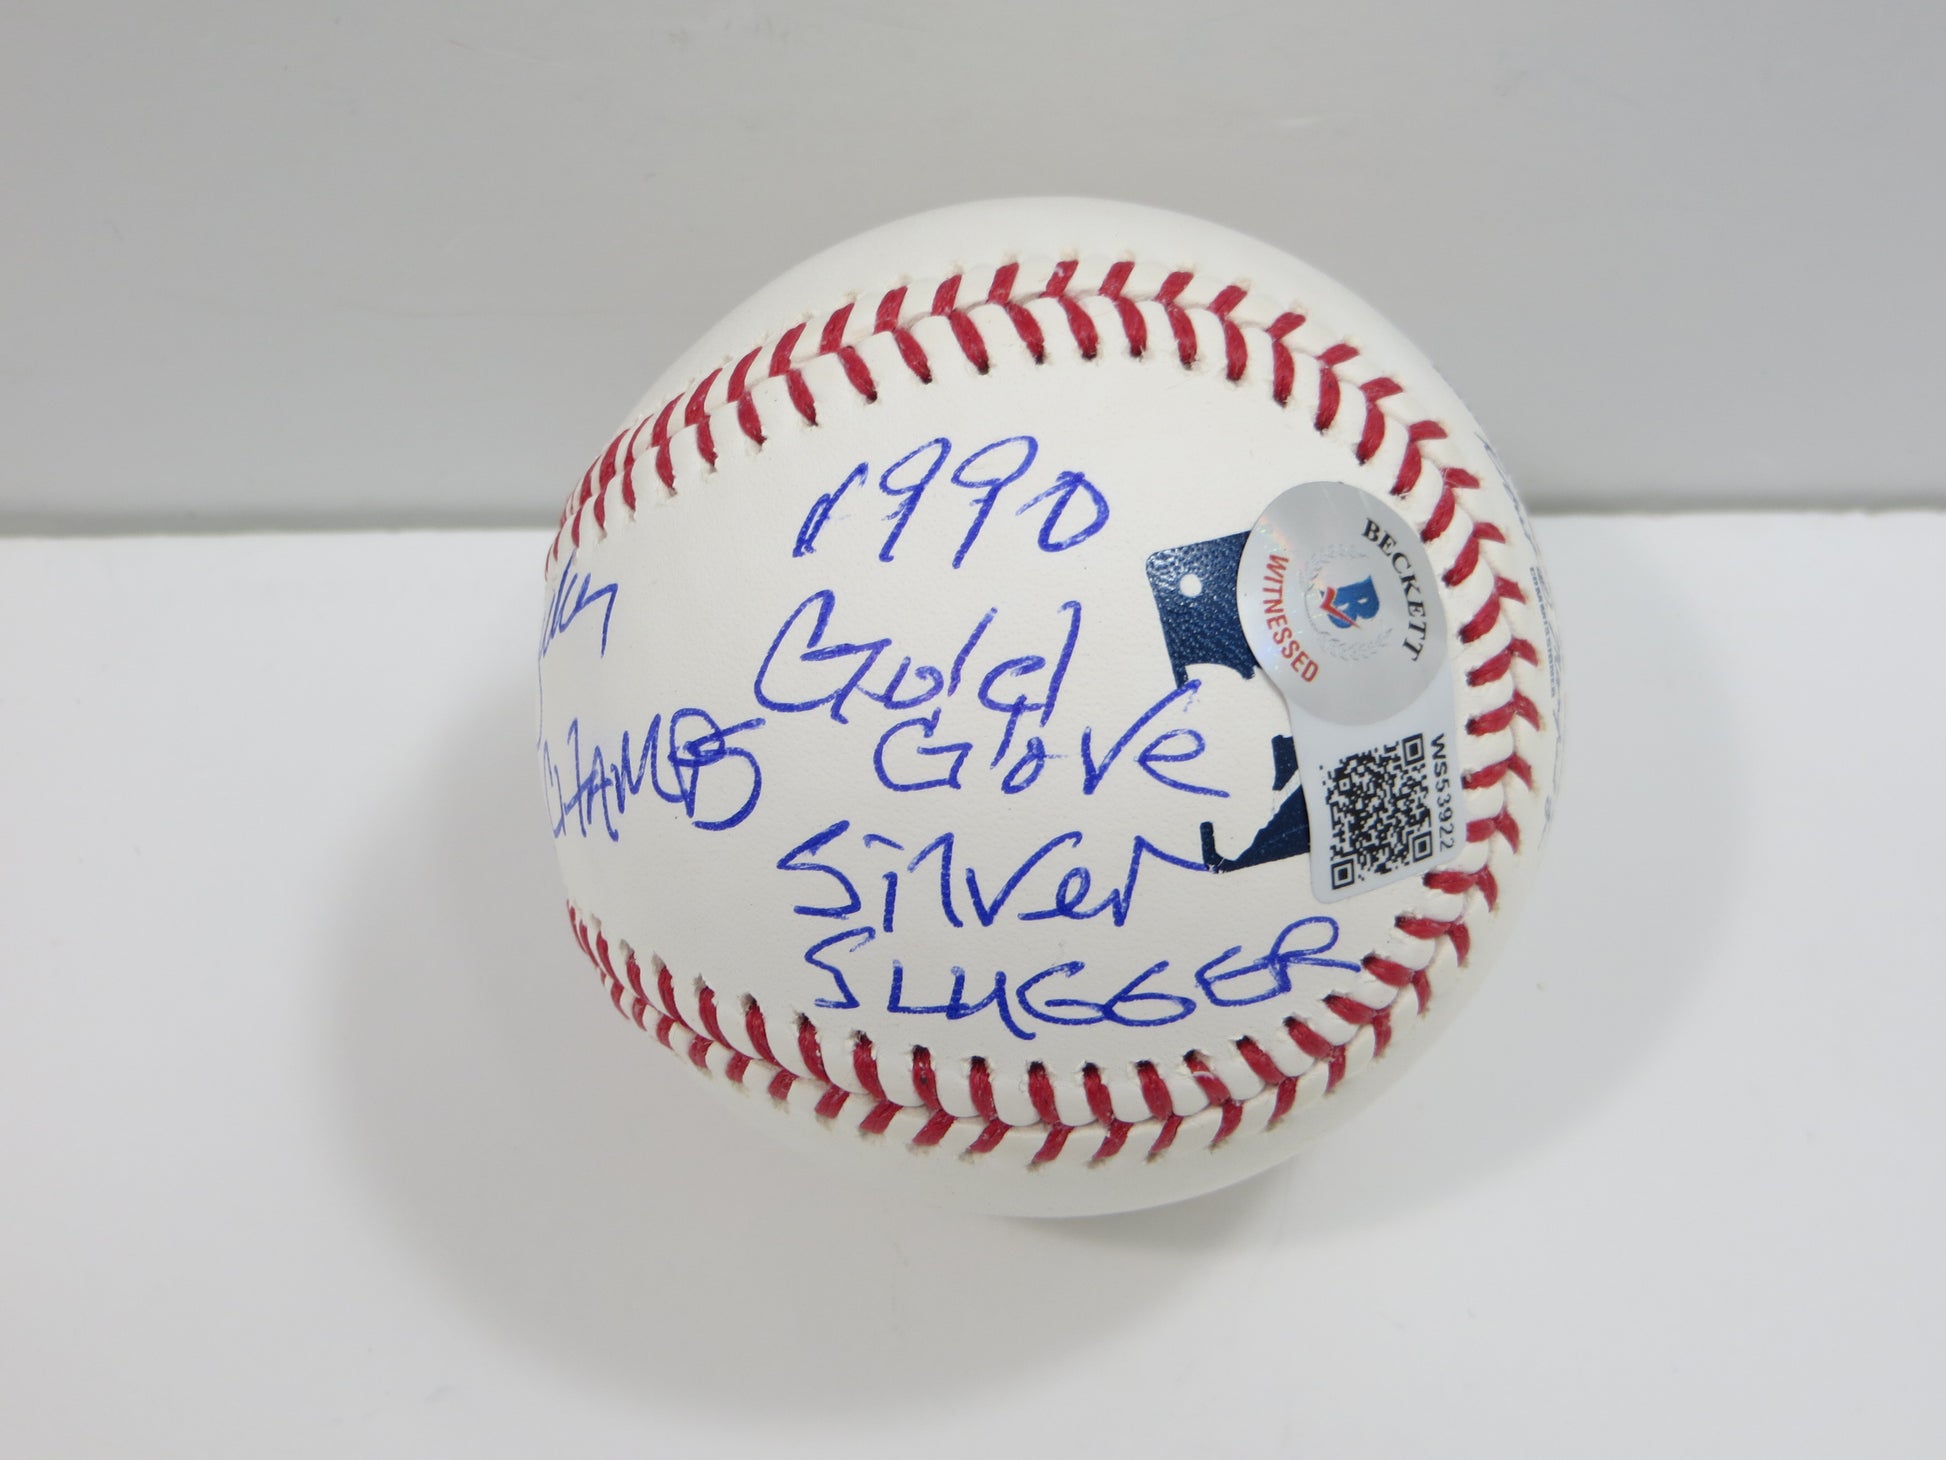 1990
Gold
Glove
Silver
SLUGGER
CHAMPS
BECKETT
WITNESSED
B
WS53922